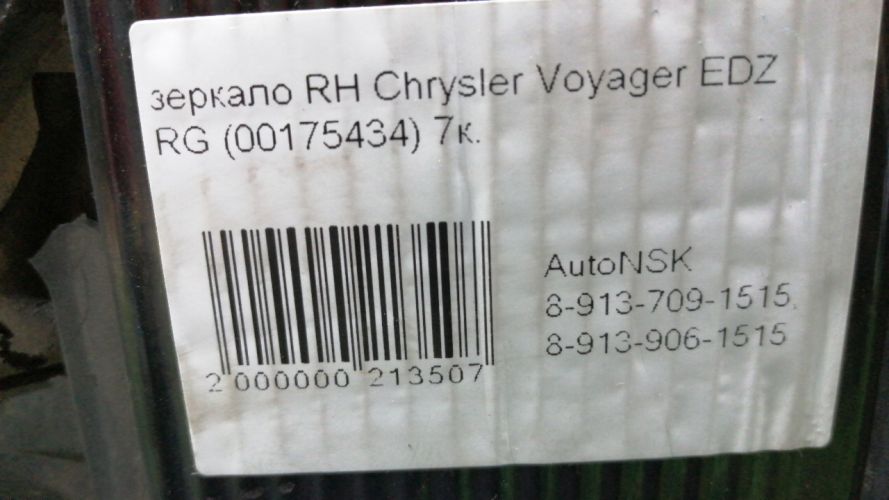 зеркало RH Chrysler Voyager EDZ
RG (00175434) 7к.
AutoNSK
8-913-709-1515
8-913-906-1515
2 000000 213507